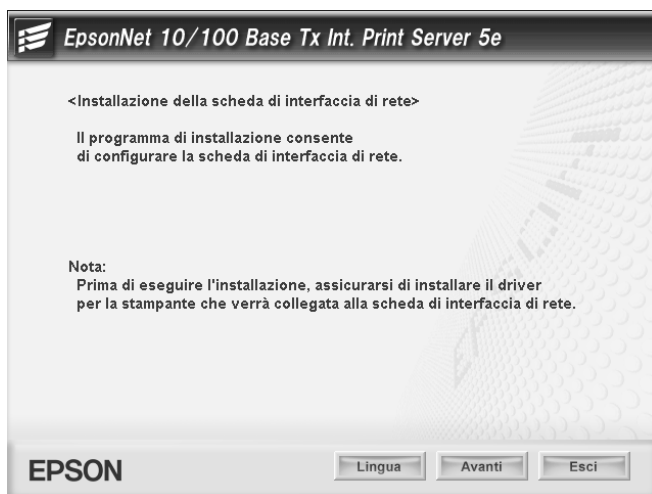 EpsonNet 10/100 Base Tx Int. Print Server 5e
<Installazione della scheda di interfaccia di rete>
Il programma di installazione consente
di configurare la scheda di interfaccia di rete.
Nota:
Prima di eseguire l'installazione, assicurarsi di installare il driver
per la stampante che verrà collegata alla scheda di interfaccia di rete.
EPSON
Lingua Avanti Esci